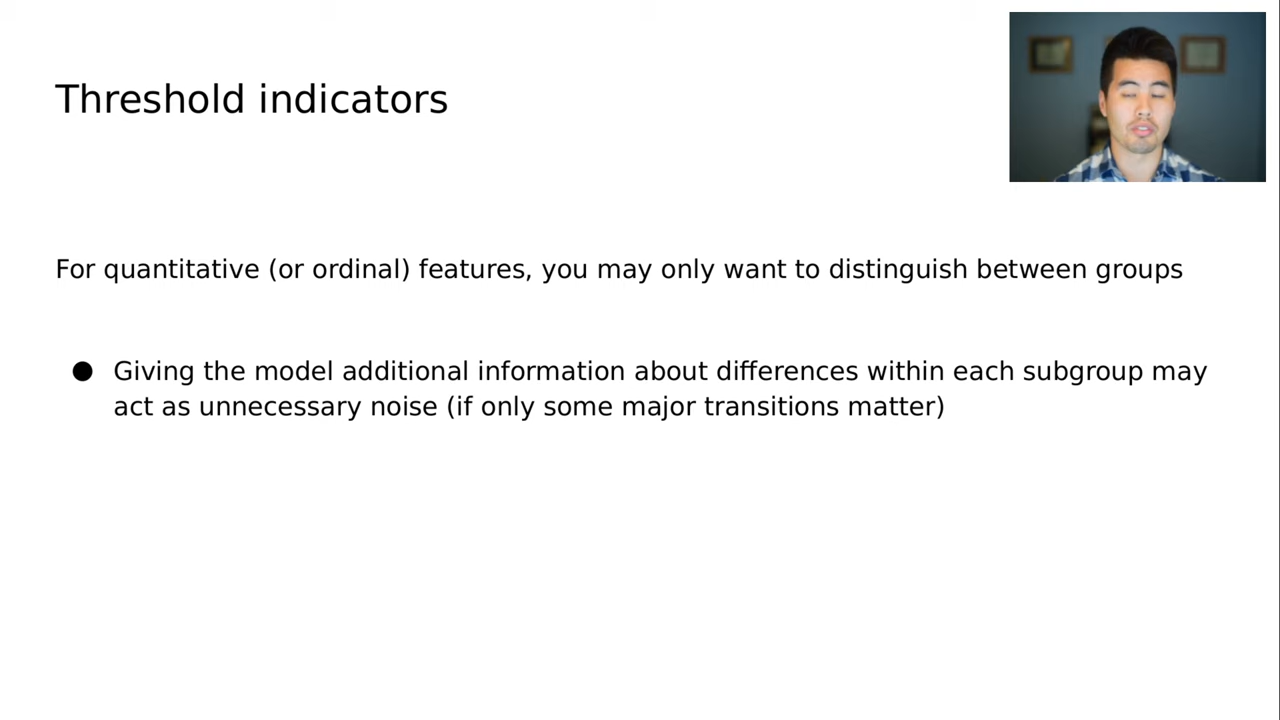 Threshold indicators
For quantitative (or ordinal) features, you may only want to distinguish between groups
● Giving the model additional information about differences within each subgroup may
act as unnecessary noise (if only some major transitions matter)